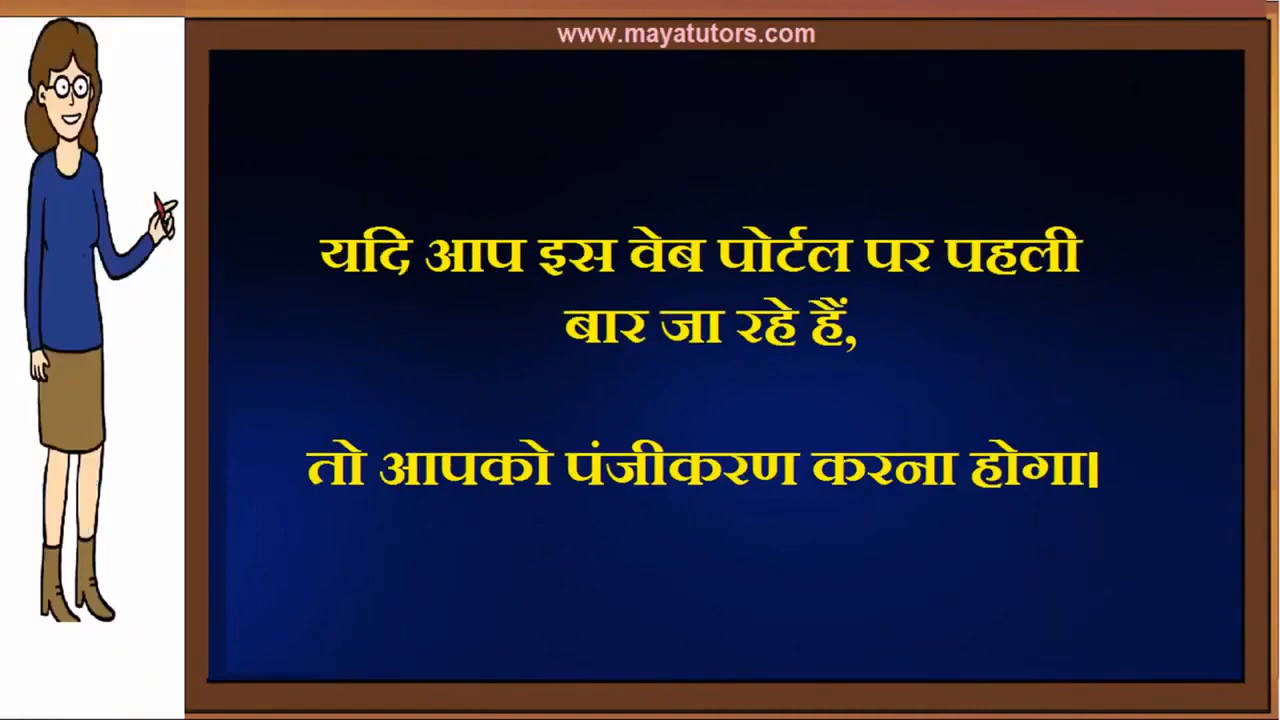 www.mayatutors.com
यदि आप इस वेब पोर्टल पर पहली
बार जा रहे हैं,
तो आपको पंजीकरण करना होगा।